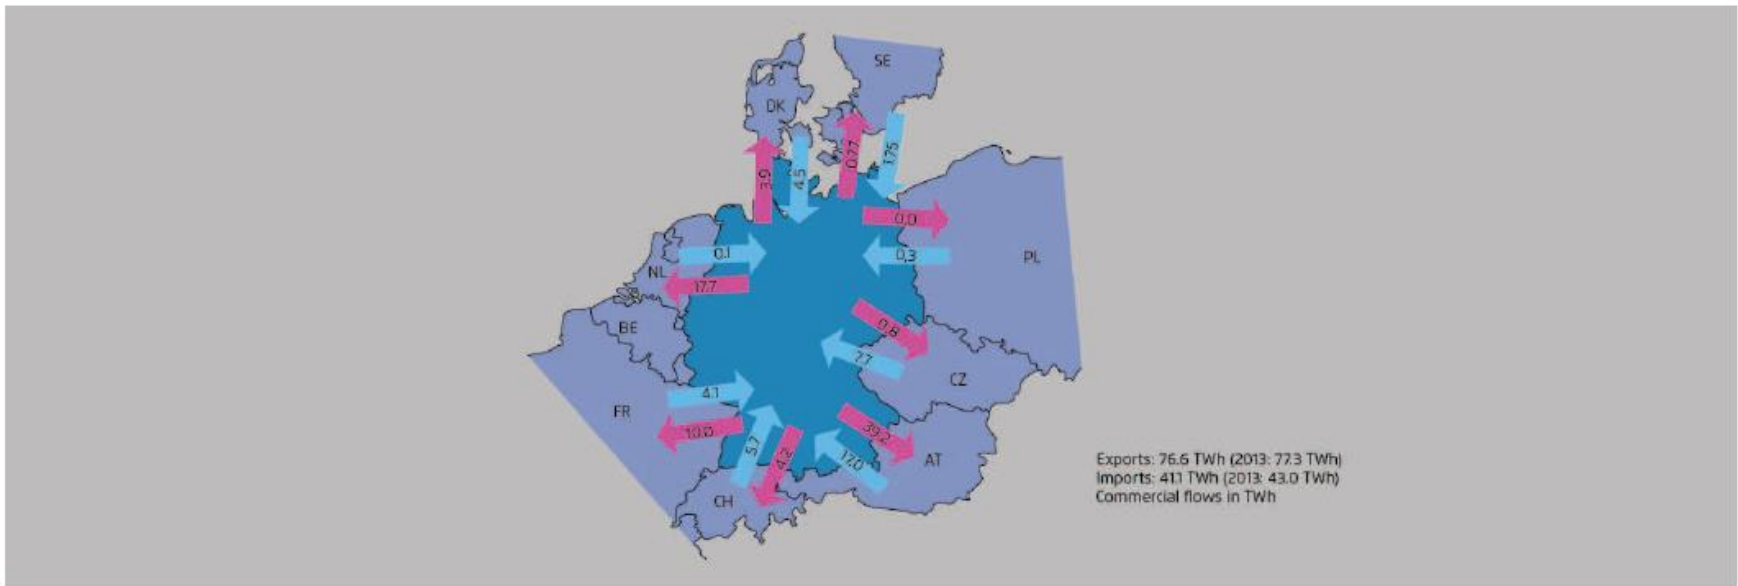 SE
DK
0.77
1.75
3.9
4.5
0.0
0.1
0,3
PL
NL
17.7
BE
0.8
7.7
CZ
4.1
FR
10.0
39.2
5.7
4.2
17.0
AT
CH
Exports: 76.6 TWh (2013: 77.3 TWh)
Imports: 41.1 TWh (2013: 43.0 TWh)
Commercial flows in TWh